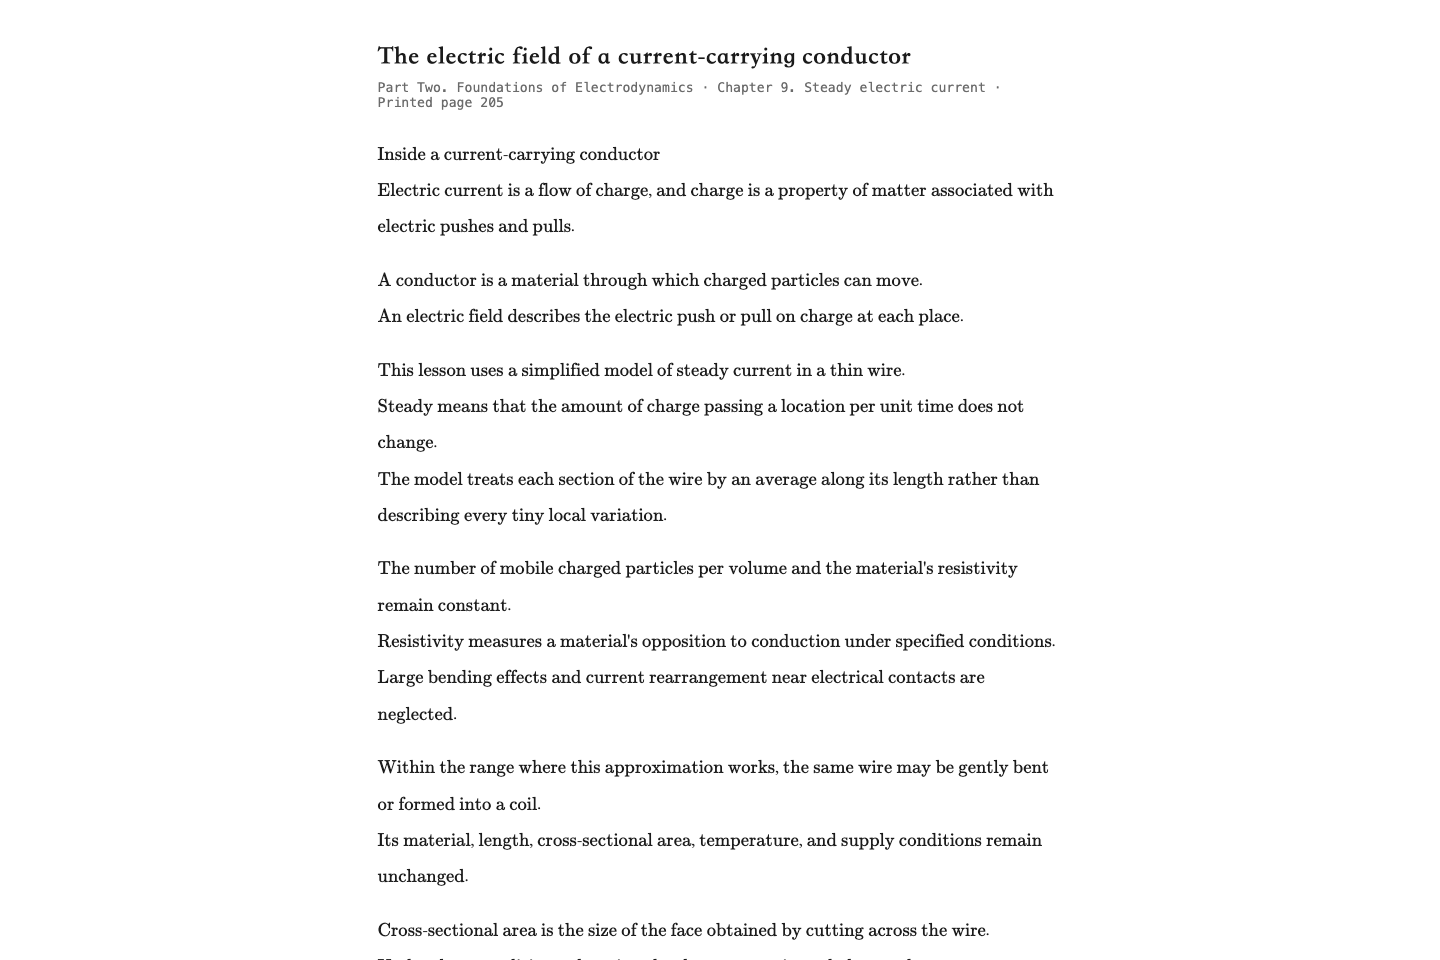 The electric field of a current-carrying conductor
Part Two. Foundations of Electrodynamics · Chapter 9. Steady electric current ·
Printed page 205
Inside a current-carrying conductor
Electric current is a flow of charge, and charge is a property of matter associated with
electric pushes and pulls.
A conductor is a material through which charged particles can move.
An electric field describes the electric push or pull on charge at each place.
This lesson uses a simplified model of steady current in a thin wire.
Steady means that the amount of charge passing a location per unit time does not
change.
The model treats each section of the wire by an average along its length rather than
describing every tiny local variation.
The number of mobile charged particles per volume and the material's resistivity
remain constant.
Resistivity measures a material's opposition to conduction under specified conditions.
Large bending effects and current rearrangement near electrical contacts are
neglected.
Within the range where this approximation works, the same wire may be gently bent
or formed into a coil.
Its material, length, cross-sectional area, temperature, and supply conditions remain
unchanged.
Cross-sectional area is the size of the face obtained by cutting across the wire.